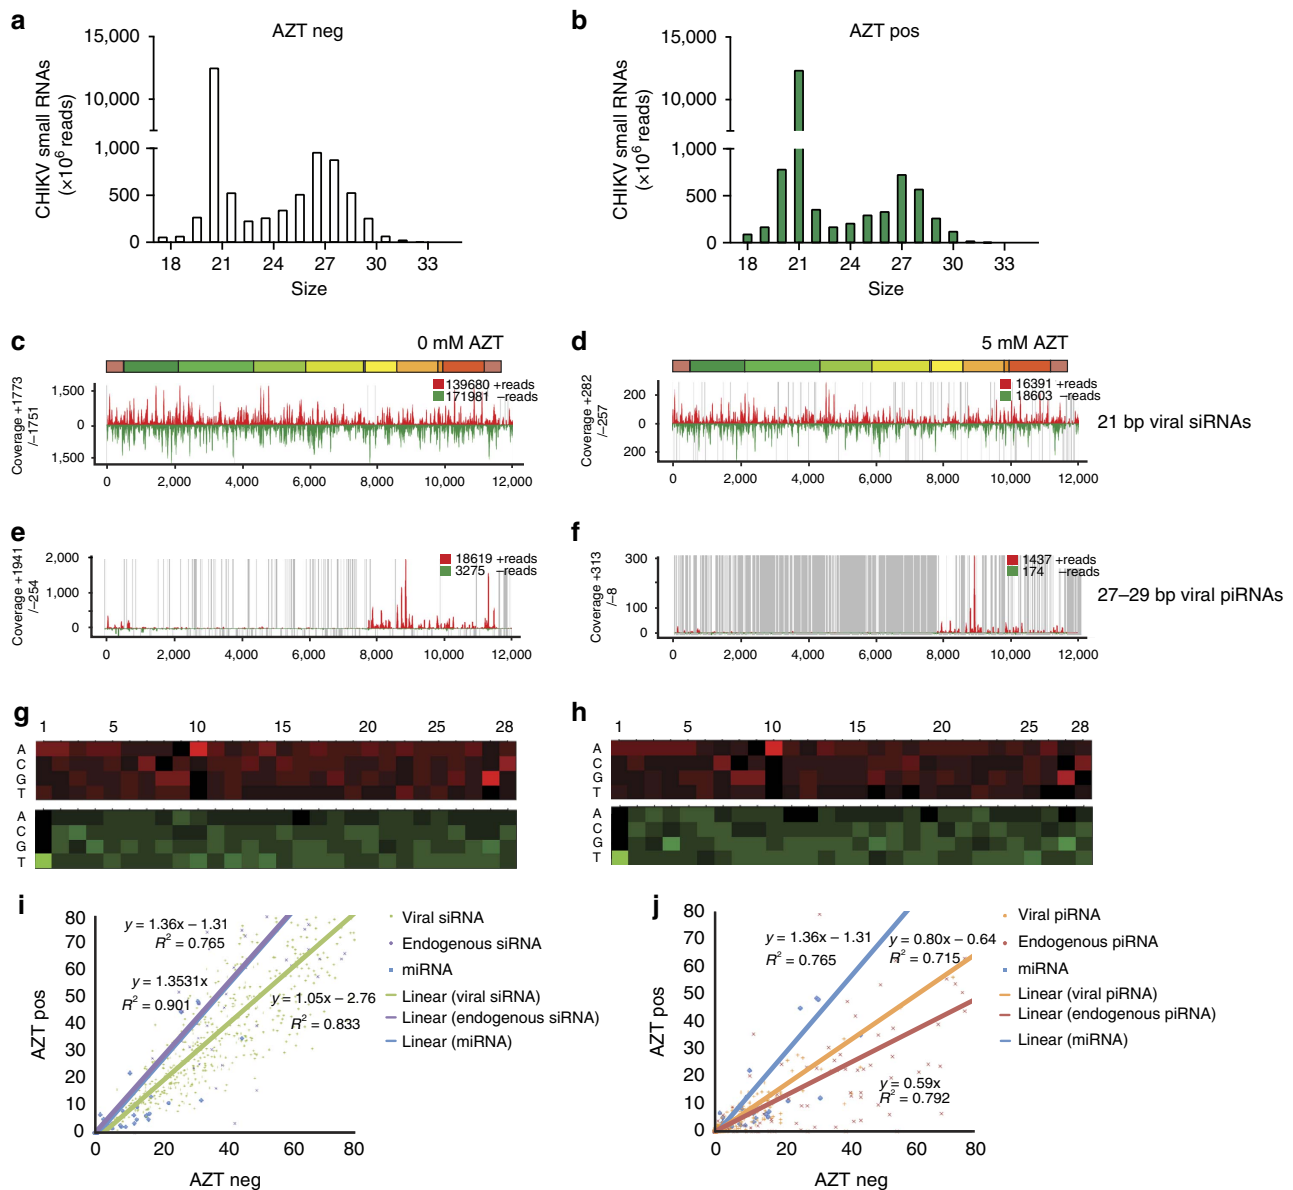 a
AZT neg
CHIKV small RNAs
(×10⁶ reads)
15,000
10,000
1,000
500
0
18 21 24 27 30 33
Size
b
AZT pos
CHIKV small RNAs
(×10⁶ reads)
15,000
10,000
1,000
500
0
18 21 24 27 30 33
Size
c
0 mM AZT
Coverage +1773
/−1751
1,500
0
1,500
139680 +reads
171981 −reads
0 2,000 4,000 6,000 8,000 10,000 12,000
d
5 mM AZT
Coverage +282
/−257
200
0
200
16391 +reads
18603 −reads
0 2,000 4,000 6,000 8,000 10,000 12,000
21 bp viral siRNAs
e
Coverage +1941
/−254
2,000
1,000
0
18619 +reads
3275 −reads
0 2,000 4,000 6,000 8,000 10,000 12,000
f
Coverage +313
/−8
300
100
0
1437 +reads
174 −reads
0 2,000 4,000 6,000 8,000 10,000 12,000
27–29 bp viral piRNAs
g
1 5 10 15 20 25 28
A
C
G
T
A
C
G
T
h
1 5 10 15 20 25 28
A
C
G
T
A
C
G
T
i
AZT pos
80
70
60
50
40
30
20
10
0
y = 1.36x − 1.31
R² = 0.765
y = 1.3531x
R² = 0.901
y = 1.05x − 2.76
R² = 0.833
0 20 40 60 80
AZT neg
Viral siRNA
Endogenous siRNA
miRNA
Linear (viral siRNA)
Linear (endogenous siRNA)
Linear (miRNA)
j
AZT pos
80
70
60
50
40
30
20
10
0
y = 1.36x − 1.31
R² = 0.765
y = 0.80x − 0.64
R² = 0.715
y = 0.59x
R² = 0.792
0 20 40 60 80
AZT neg
Viral piRNA
Endogenous piRNA
miRNA
Linear (viral piRNA)
Linear (endogenous piRNA)
Linear (miRNA)